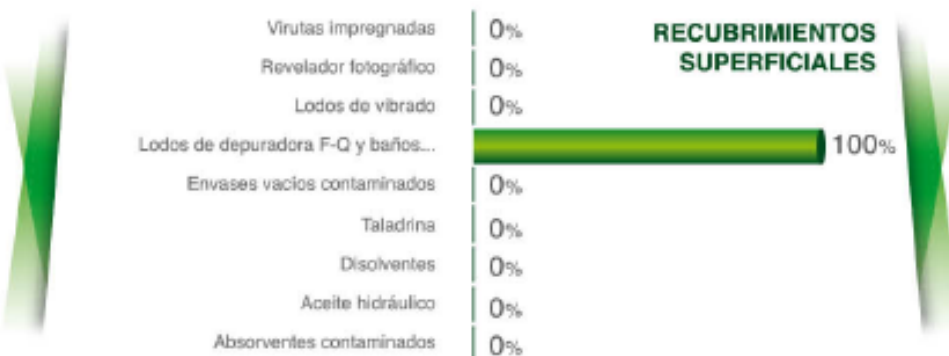 Virutas impregnadas 0%
RECUBRIMIENTOS
SUPERFICIALES
Revelador fotográfico 0%
Lodos de vibrado 0%
Lodos de depuradora F-Q y baños... 100%
Envases vacíos contaminados 0%
Taladrina 0%
Disolventes 0%
Aceite hidráulico 0%
Absorventes contaminados 0%